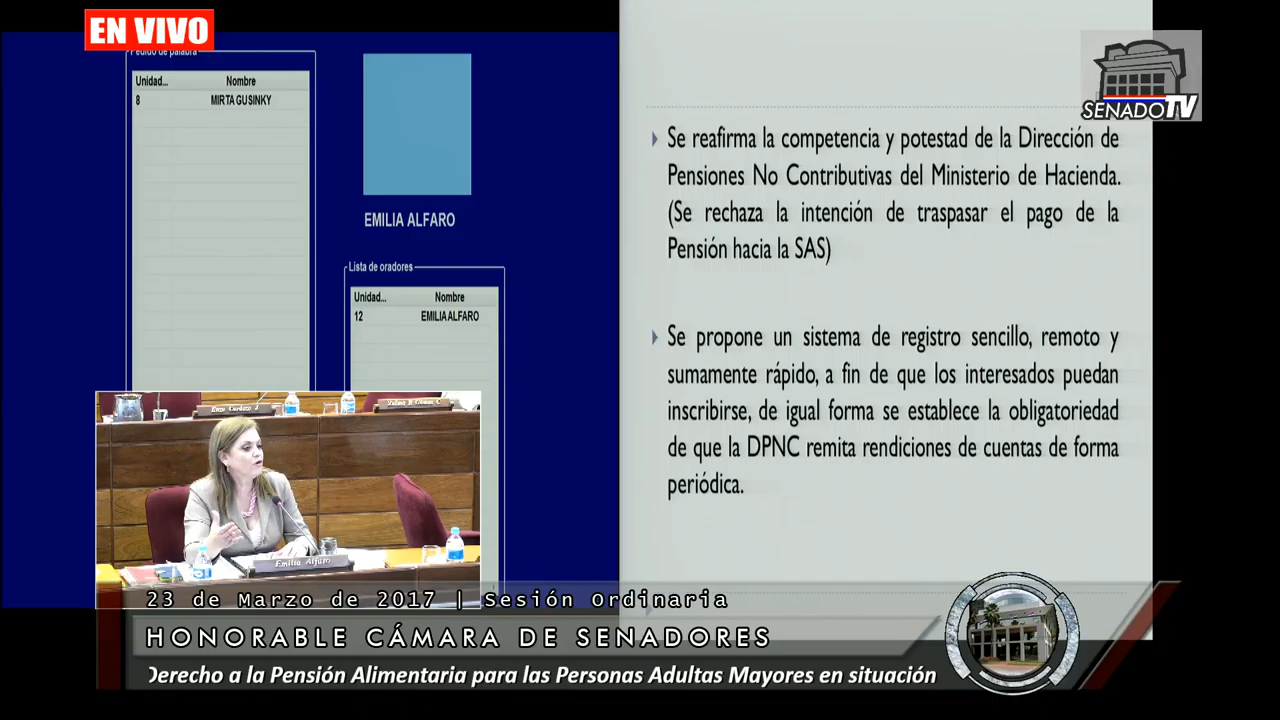 EN VIVO
Pedido de palabra
Unidad... Nombre
8 MIRTA GUSINKY
EMILIA ALFARO
Lista de oradores
Unidad... Nombre
12 EMILIA ALFARO
SENADO TV
Se reafirma la competencia y potestad de la Dirección de
Pensiones No Contributivas del Ministerio de Hacienda.
(Se rechaza la intención de traspasar el pago de la
Pensión hacia la SAS)
Se propone un sistema de registro sencillo, remoto y
sumamente rápido, a fin de que los interesados puedan
inscribirse, de igual forma se establece la obligatoriedad
de que la DPNC remita rendiciones de cuentas de forma
periódica.
Emilia Alfaro
23 de Marzo de 2017 | Sesión Ordinaria
HONORABLE CÁMARA DE SENADORES
Derecho a la Pensión Alimentaria para las Personas Adultas Mayores en situación